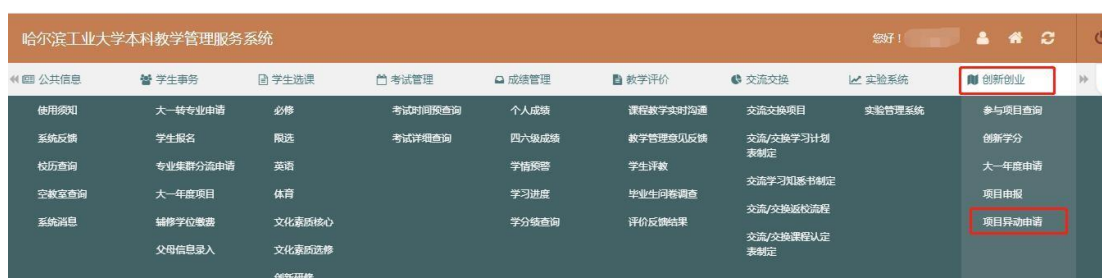 哈尔滨工业大学本科教学管理服务系统
您好！
公共信息
学生事务
学生选课
考试管理
成绩管理
教学评价
交流交换
实验系统
创新创业
使用须知
系统反馈
校历查询
空教室查询
系统消息
大一转专业申请
学生报名
专业集群分流申请
大一年度项目
辅修学位缴费
父母信息录入
必修
限选
英语
体育
文化素质核心
文化素质选修
创新研修
考试时间预查询
考试详细查询
个人成绩
四六级成绩
学情预警
学习进度
学分绩查询
课程教学实时沟通
教学管理意见反馈
学生评教
毕业生问卷调查
评价反馈结果
交流交换项目
交流/交换学习计划
表制定
交流学习知悉书制定
交流/交换返校流程
交流/交换课程认定
表制定
实验管理系统
参与项目查询
创新学分
大一年度申请
项目申报
项目异动申请